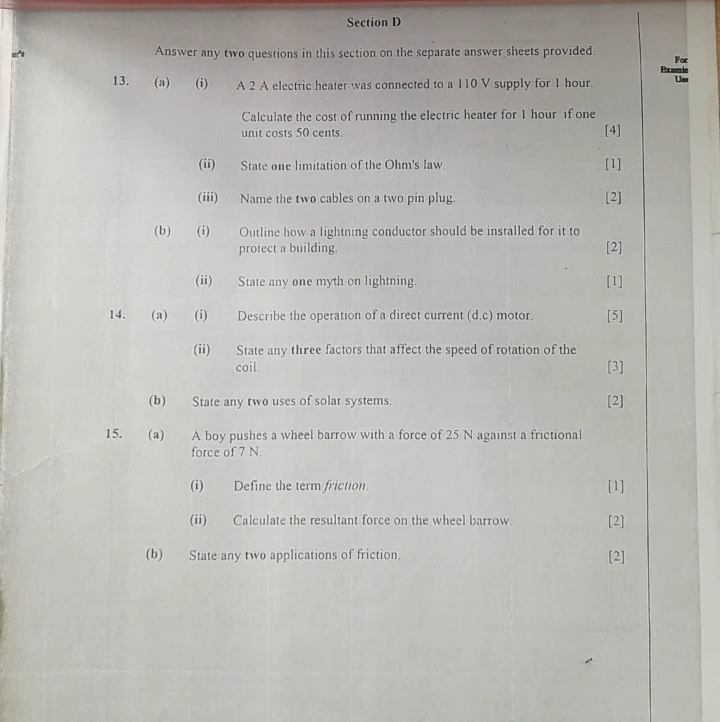 Section D
Answer any two questions in this section on the separate answer sheets provided.
For
Use
13. (a) (i) A 2 A electric heater was connected to a 110 V supply for 1 hour.
Calculate the cost of running the electric heater for 1 hour if one
unit costs 50 cents. [4]
(ii) State one limitation of the Ohm's law. [1]
(iii) Name the two cables on a two pin plug. [2]
(b) (i) Outline how a lightning conductor should be installed for it to
protect a building. [2]
(ii) State any one myth on lightning. [1]
14. (a) (i) Describe the operation of a direct current (d.c) motor. [5]
(ii) State any three factors that affect the speed of rotation of the
coil. [3]
(b) State any two uses of solar systems. [2]
15. (a) A boy pushes a wheel barrow with a force of 25 N against a frictional
force of 7 N.
(i) Define the term friction. [1]
(ii) Calculate the resultant force on the wheel barrow. [2]
(b) State any two applications of friction. [2]